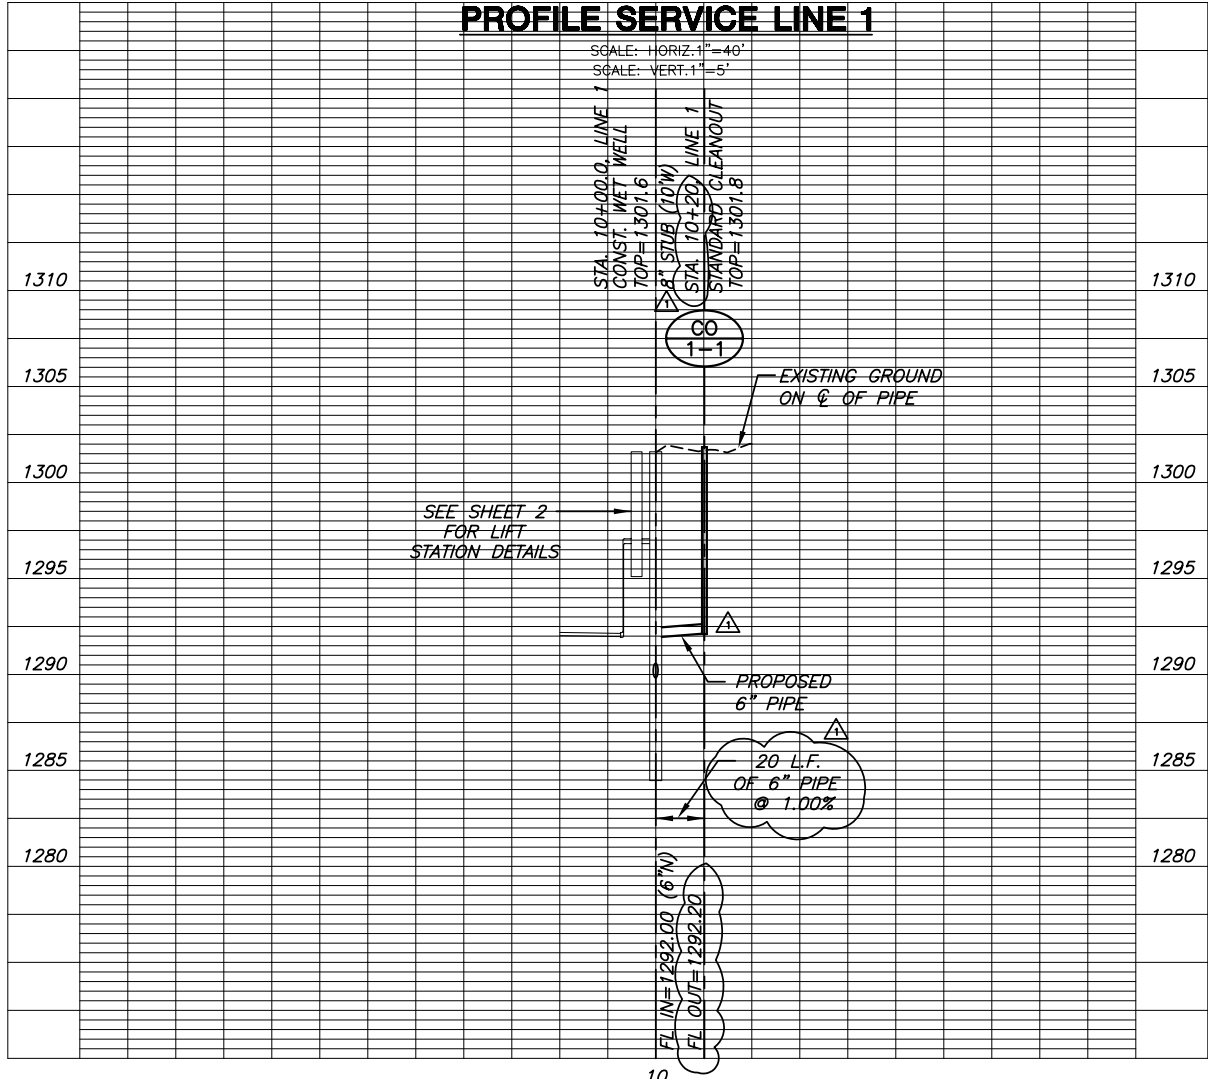 PROFILE SERVICE LINE 1
SCALE: HORIZ.1"=40'
SCALE: VERT.1"=5'
STA. 10+00.0, LINE 1
CONST. WET WELL
TOP=1301.6
8" STUB (10'W)
STA. 10+20, LINE 1
STANDARD CLEANOUT
TOP=1301.8
1
CO
1-1
1310
1310
1305
1305
EXISTING GROUND
ON ℄ OF PIPE
1300
1300
SEE SHEET 2
FOR LIFT
STATION DETAILS
1295
1295
1
1290
1290
PROPOSED
6" PIPE
1
1285
1285
20 L.F.
OF 6" PIPE
@ 1.00%
1280
1280
FL IN=1292.00 (6"N)
FL OUT=1292.20
10